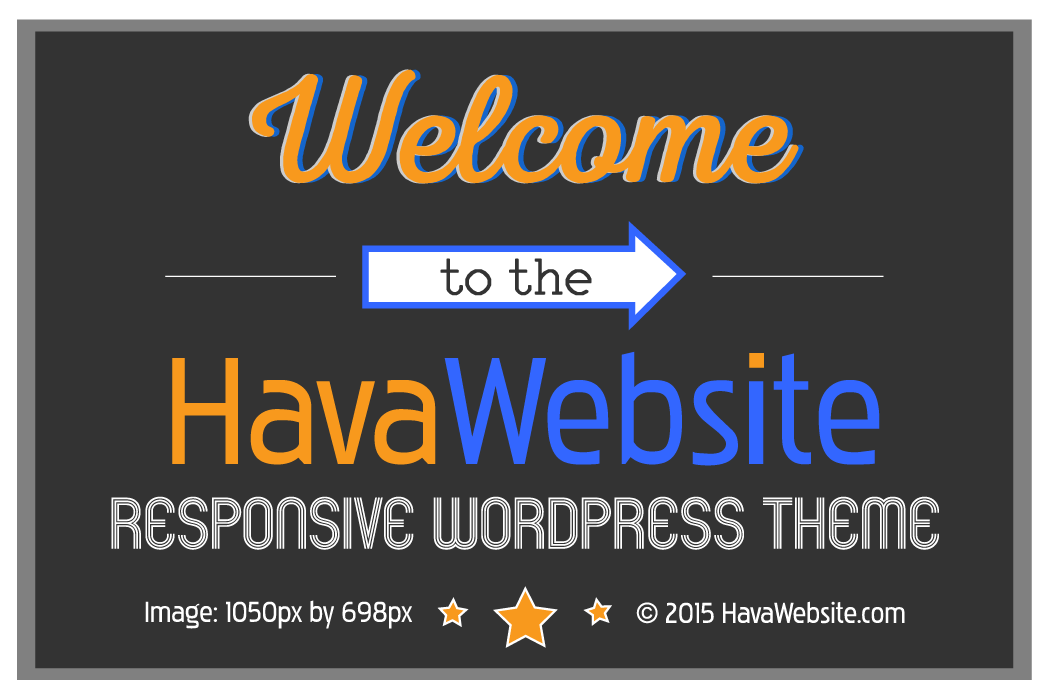 Welcome
to the
HavaWebsite
RESPONSIVE WORDPRESS THEME
Image: 1050px by 698px © 2015 HavaWebsite.com